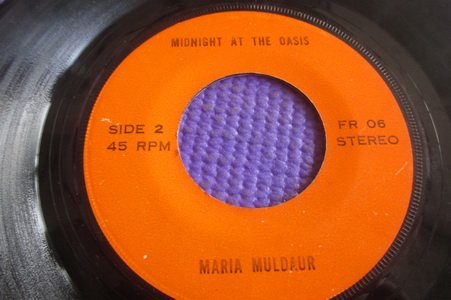 MIDNIGHT AT THE OASIS
SIDE 2
45 RPM
FR 06
STEREO
MARIA MULDAUR